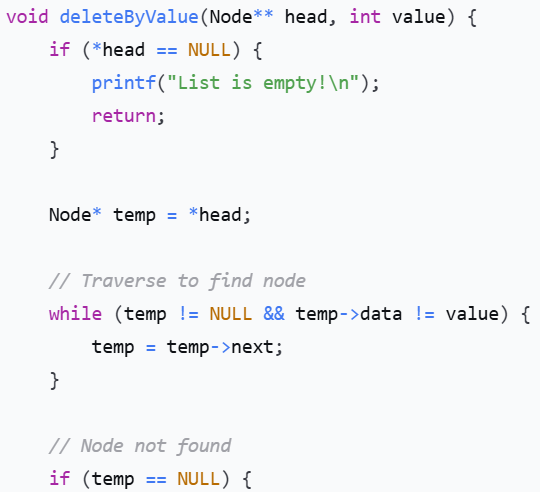 void deleteByValue(Node** head, int value) {
    if (*head == NULL) {
        printf("List is empty!\n");
        return;
    }

    Node* temp = *head;

    // Traverse to find node
    while (temp != NULL && temp->data != value) {
        temp = temp->next;
    }

    // Node not found
    if (temp == NULL) {